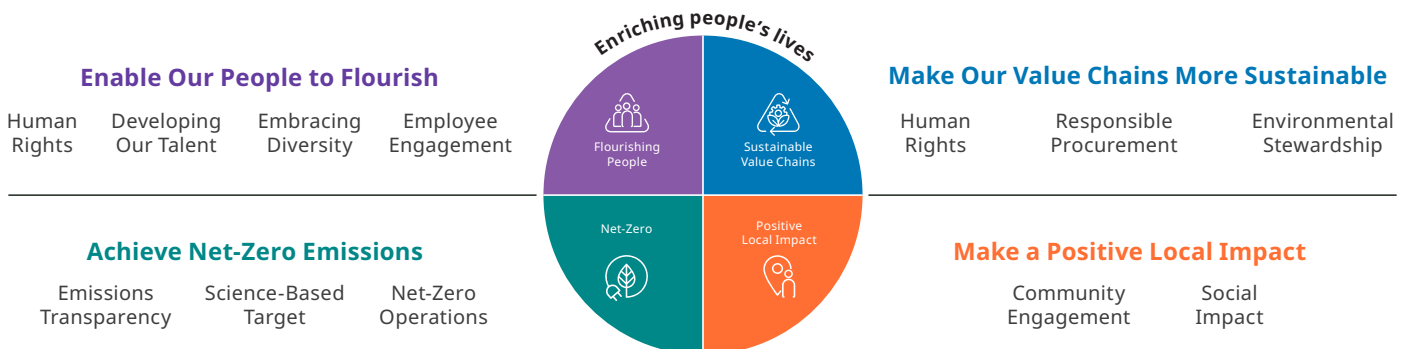 Enriching people's lives
Enable Our People to Flourish
Human
Rights
Developing
Our Talent
Embracing
Diversity
Employee
Engagement
Flourishing
People
Sustainable
Value Chains
Make Our Value Chains More Sustainable
Human
Rights
Responsible
Procurement
Environmental
Stewardship
Achieve Net-Zero Emissions
Emissions
Transparency
Science-Based
Target
Net-Zero
Operations
Net-Zero
Positive
Local Impact
Make a Positive Local Impact
Community
Engagement
Social
Impact